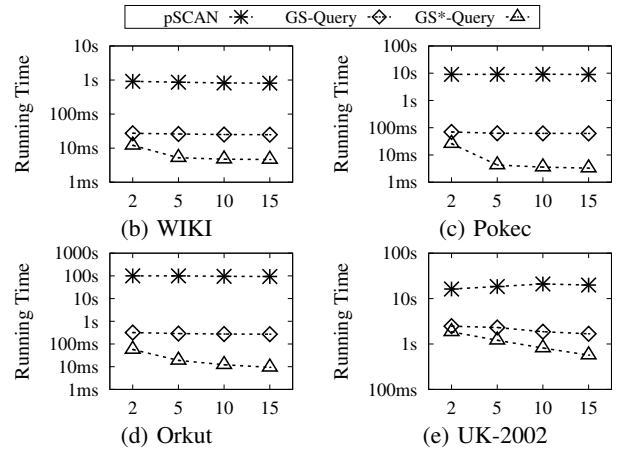 pSCAN GS-Query GS*-Query
Running Time
10s
1s
100ms
10ms
1ms
2 5 10 15
(b) WIKI
Running Time
100s
10s
1s
100ms
10ms
1ms
2 5 10 15
(c) Pokec
Running Time
1000s
100s
10s
1s
100ms
10ms
1ms
2 5 10 15
(d) Orkut
Running Time
100s
10s
1s
100ms
2 5 10 15
(e) UK-2002